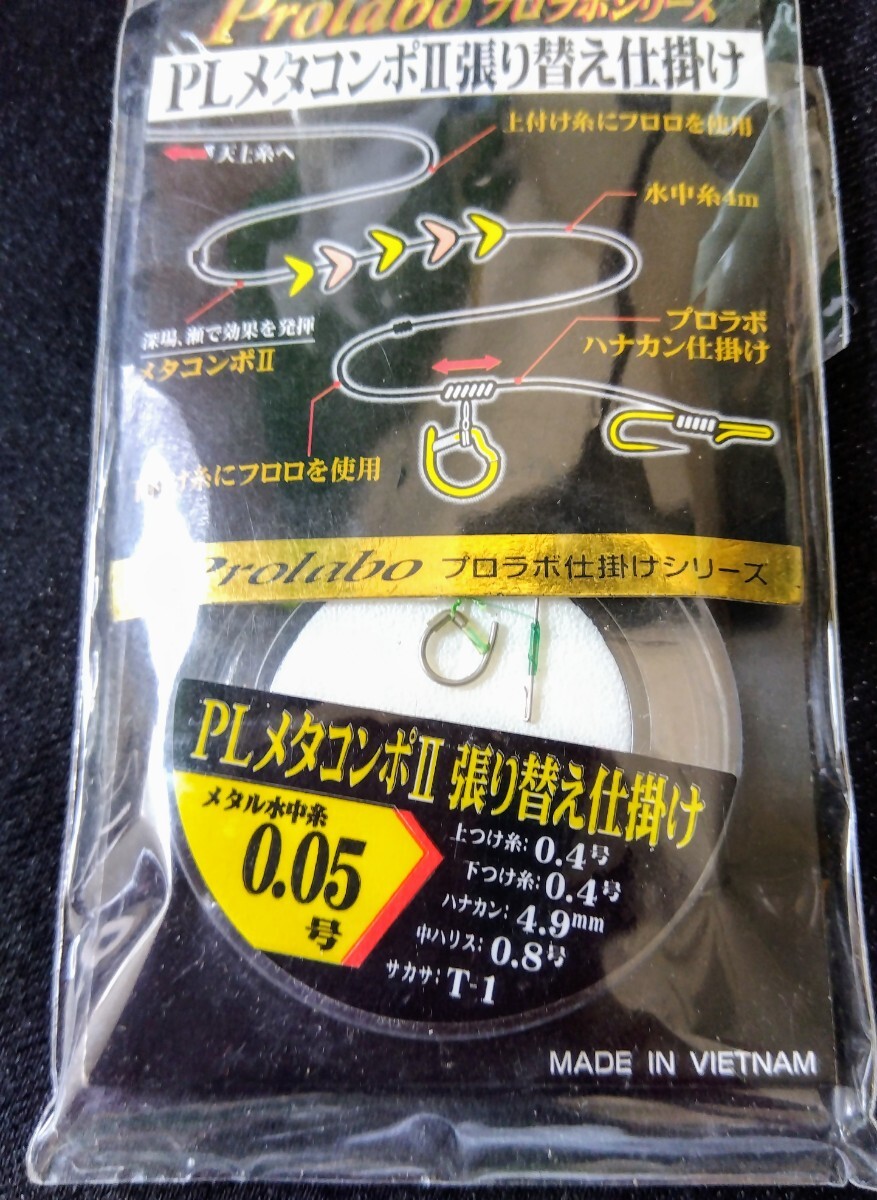 Prolabo プロラボシリーズ
PLメタコンポII張り替え仕掛け
上付け糸にフロロを使用
天上糸へ
水中糸4m
深場、瀬で効果を発揮
メタコンポII
プロラボ
ハナカン仕掛け
付け糸にフロロを使用
Prolabo プロラボ仕掛けシリーズ
PLメタコンポII 張り替え仕掛け
メタル水中糸
0.05
号
上つけ糸:0.4号
下つけ糸:0.4号
ハナカン:4.9mm
中ハリス:0.8号
サカサ:T-1
MADE IN VIETNAM